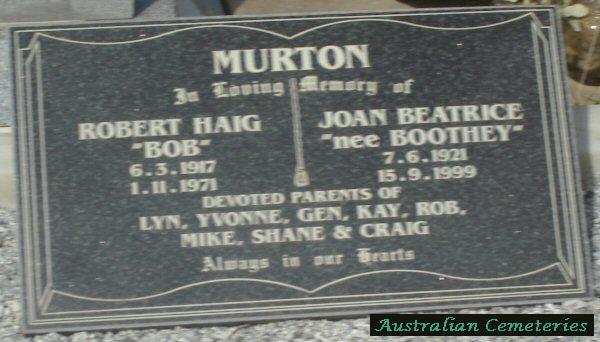 MURTON
In Loving Memory of
ROBERT HAIG
"BOB"
6.3.1917
1.11.1971
JOAN BEATRICE
"nee BOOTHEY"
7.6.1921
15.9.1999
DEVOTED PARENTS OF
LYN, YVONNE, GEN, KAY, ROB,
MIKE, SHANE & CRAIG
Always in our Hearts
Australian Cemeteries